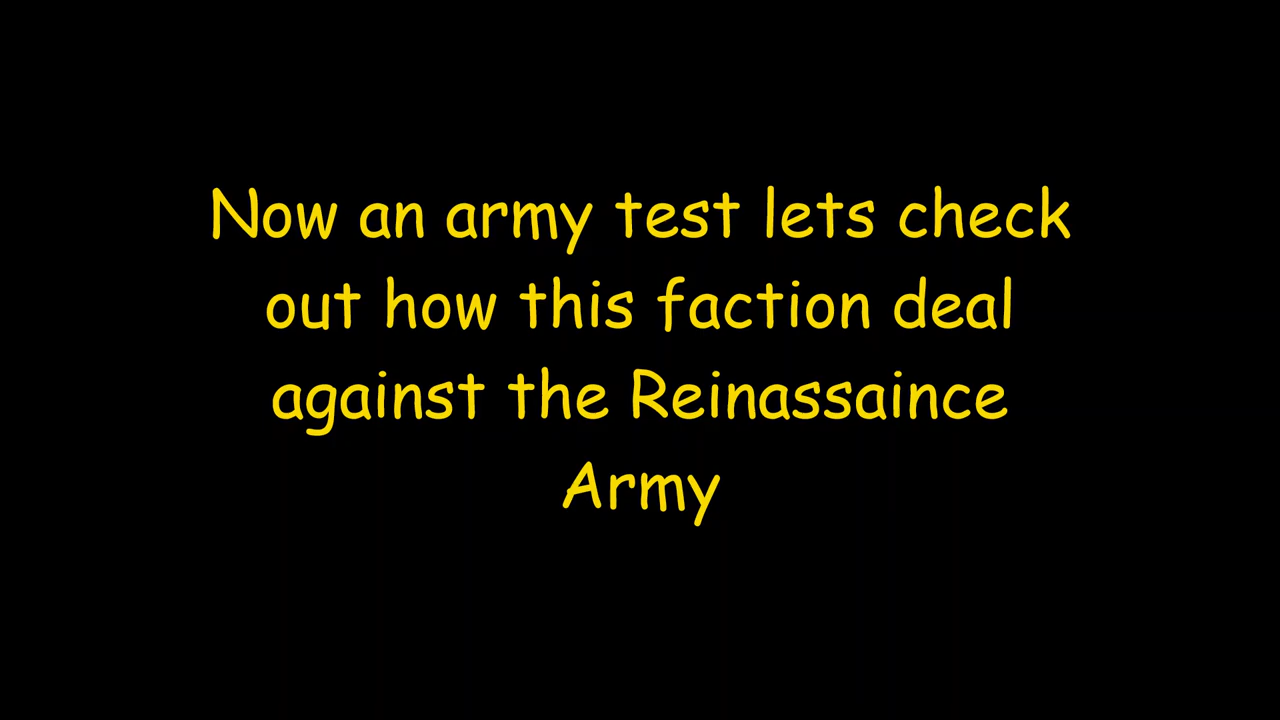 Now an army test lets check
out how this faction deal
against the Reinassaince
Army